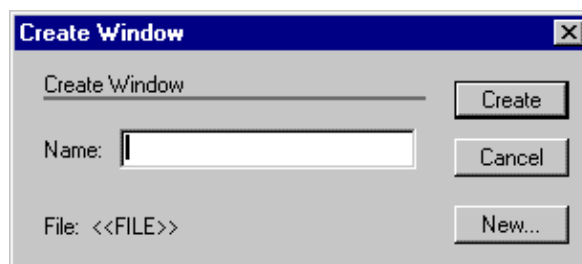 Create Window
Create Window
Create
Name:
Cancel
File: <<FILE>>
New...